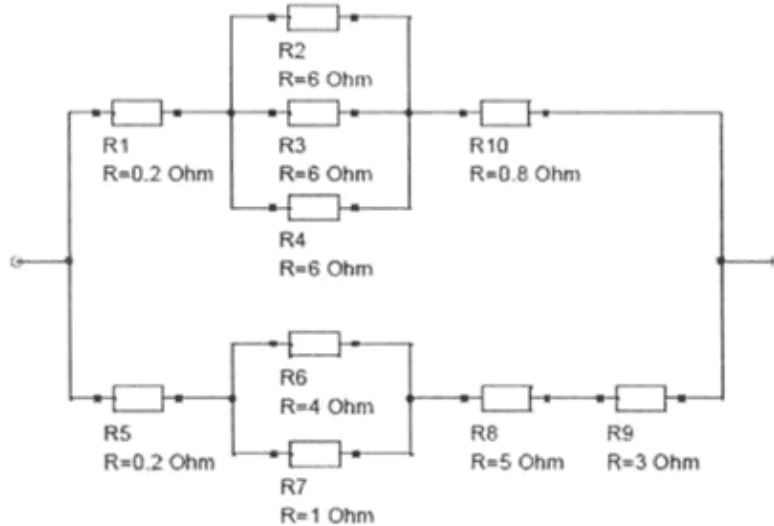 R2
R=6 Ohm
R1
R=0.2 Ohm
R3
R=6 Ohm
R10
R=0.8 Ohm
R4
R=6 Ohm
R6
R=4 Ohm
R5
R=0.2 Ohm
R8
R=5 Ohm
R9
R=3 Ohm
R7
R=1 Ohm